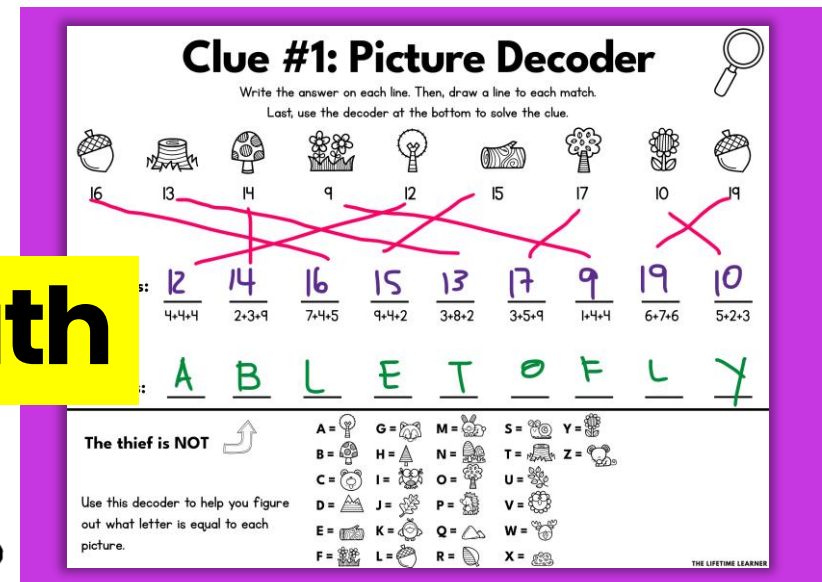 Clue #1: Picture Decoder
Write the answer on each line. Then, draw a line to each match.
Last, use the decoder at the bottom to solve the clue.
16 13 14 9 12 15 17 10 19
s: 12 14 16 15 13 17 9 19 10
4+4+4 2+3+9 7+4+5 9+4+2 3+8+2 3+5+9 1+4+4 6+7+6 5+2+3
th
: A B L E T O F L Y
The thief is NOT
A = G = M = S = Y =
B = H = N = T = Z =
C = I = O = U =
Use this decoder to help you figure
out what letter is equal to each
picture.
D = J = P = V =
E = K = Q = W =
F = L = R = X =
THE LIFETIME LEARNER